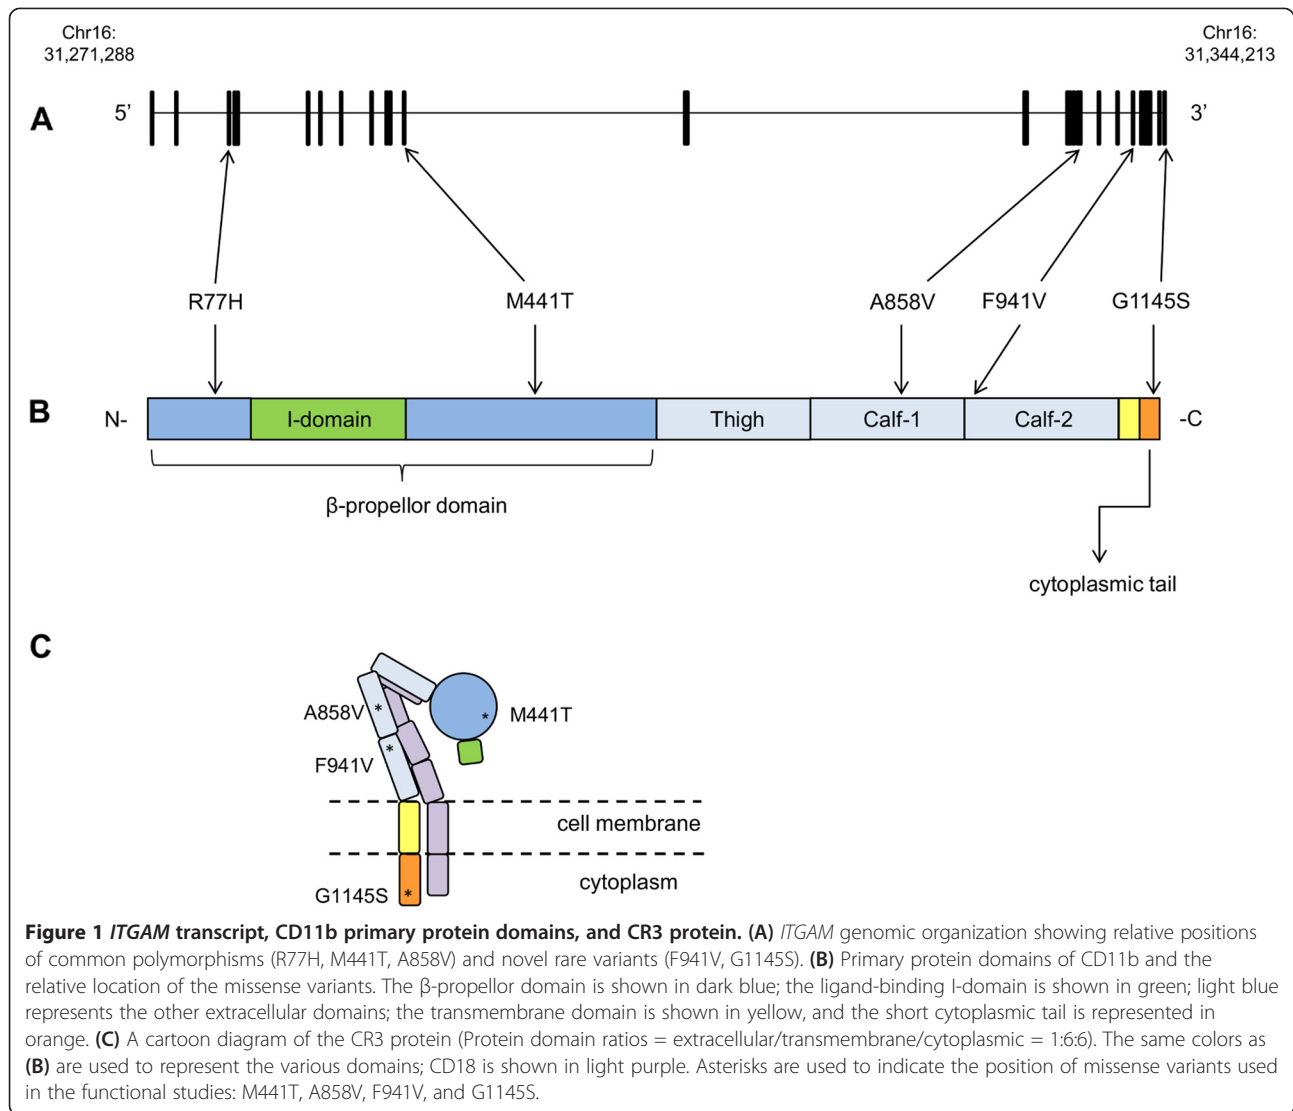 Chr16:
31,271,288
Chr16:
31,344,213
A
5’
3’
R77H
M441T
A858V
F941V
G1145S
B
N-
I-domain
Thigh
Calf-1
Calf-2
-C
β-propellor domain
cytoplasmic tail
C
A858V
*
*
M441T
*
F941V
cell membrane
cytoplasm
G1145S
*
Figure 1 ITGAM transcript, CD11b primary protein domains, and CR3 protein. (A) ITGAM genomic organization showing relative positions
of common polymorphisms (R77H, M441T, A858V) and novel rare variants (F941V, G1145S). (B) Primary protein domains of CD11b and the
relative location of the missense variants. The β-propellor domain is shown in dark blue; the ligand-binding I-domain is shown in green; light blue
represents the other extracellular domains; the transmembrane domain is shown in yellow, and the short cytoplasmic tail is represented in
orange. (C) A cartoon diagram of the CR3 protein (Protein domain ratios = extracellular/transmembrane/cytoplasmic = 1:6:6). The same colors as
(B) are used to represent the various domains; CD18 is shown in light purple. Asterisks are used to indicate the position of missense variants used
in the functional studies: M441T, A858V, F941V, and G1145S.